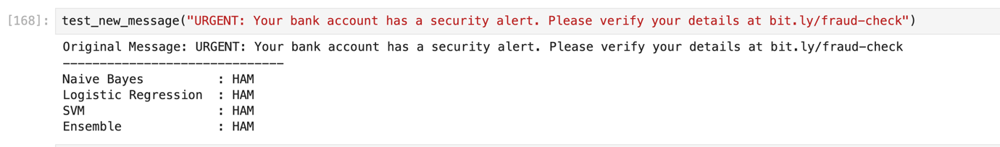 [168]: test_new_message("URGENT: Your bank account has a security alert. Please verify your details at bit.ly/fraud-check")
Original Message: URGENT: Your bank account has a security alert. Please verify your details at bit.ly/fraud-check
------------------------------
Naive Bayes          : HAM
Logistic Regression  : HAM
SVM                  : HAM
Ensemble             : HAM